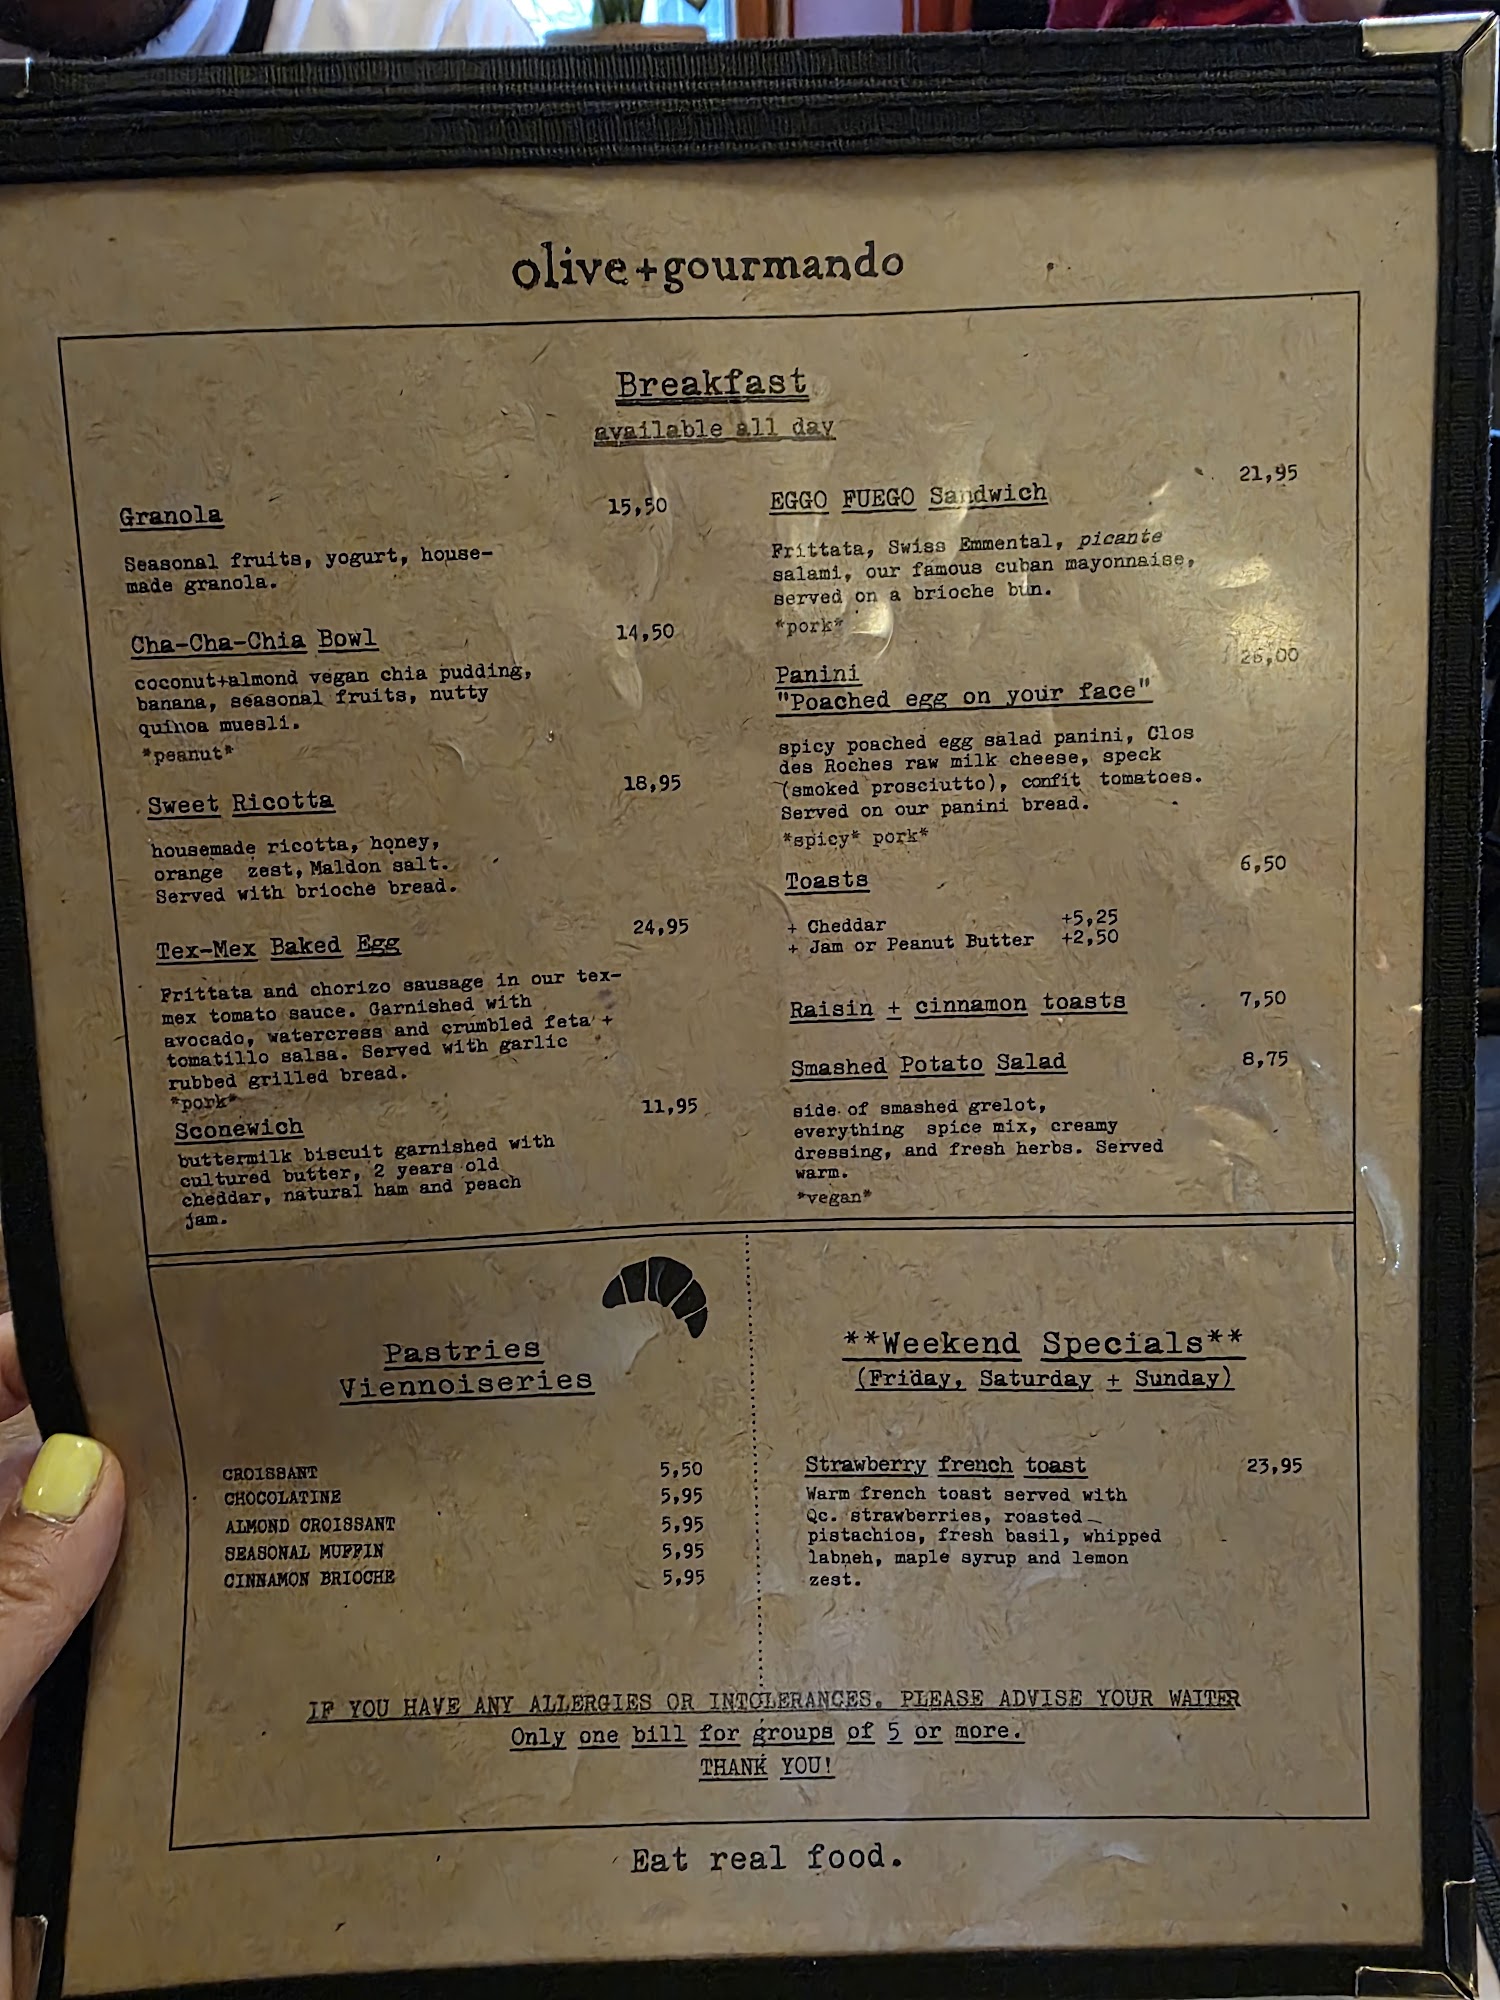 olive+gourmando
Breakfast
available all day
Granola 15,50
Seasonal fruits, yogurt, house-
made granola.
Cha-Cha-Chia Bowl 14,50
coconut+almond vegan chia pudding,
banana, seasonal fruits, nutty
quinoa muesli.
*peanut*
Sweet Ricotta 18,95
housemade ricotta, honey,
orange zest, Maldon salt.
Served with brioche bread.
Tex-Mex Baked Egg 24,95
Frittata and chorizo sausage in our tex-
mex tomato sauce. Garnished with
avocado, watercress and crumbled feta +
tomatillo salsa. Served with garlic
rubbed grilled bread.
*pork*
Sconewich 11,95
buttermilk biscuit garnished with
cultured butter, 2 years old
cheddar, natural ham and peach
jam.
EGGO FUEGO Sandwich 21,95
Frittata, Swiss Emmental, picante
salami, our famous cuban mayonnaise,
served on a brioche bun.
*pork*
Panini
"Poached egg on your face"
spicy poached egg salad panini, Clos
des Roches raw milk cheese, speck
(smoked prosciutto), confit tomatoes.
Served on our panini bread.
*spicy* pork*
Toasts 6,50
+ Cheddar +5,25
+ Jam or Peanut Butter +2,50
Raisin + cinnamon toasts 7,50
Smashed Potato Salad 8,75
side of smashed grelot,
everything spice mix, creamy
dressing, and fresh herbs. Served
warm.
*vegan*
Pastries
Viennoiseries
CROISSANT 5,50
CHOCOLATINE 5,95
ALMOND CROISSANT 5,95
SEASONAL MUFFIN 5,95
CINNAMON BRIOCHE 5,95
**Weekend Specials**
(Friday, Saturday + Sunday)
Strawberry french toast 23,95
Warm french toast served with
Qc. strawberries, roasted
pistachios, fresh basil, whipped
labneh, maple syrup and lemon
zest.
IF YOU HAVE ANY ALLERGIES OR INTOLERANCES. PLEASE ADVISE YOUR WAITER
Only one bill for groups of 5 or more.
THANK YOU!
Eat real food.